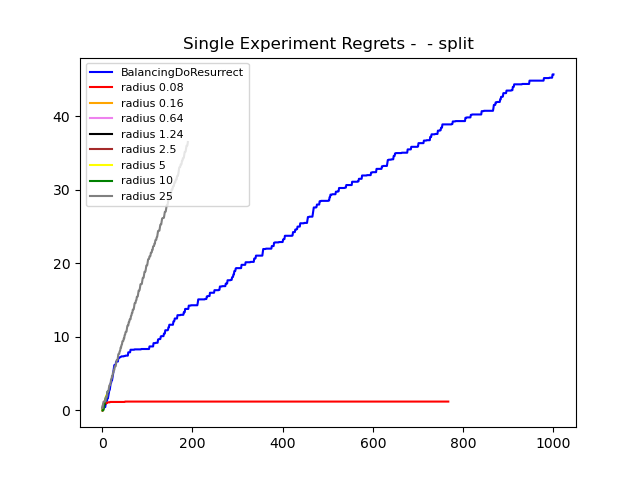 Single Experiment Regrets -  - split
BalancingDoResurrect
radius 0.08
radius 0.16
radius 0.64
radius 1.24
radius 2.5
radius 5
radius 10
radius 25
40
30
20
10
0
0 200 400 600 800 1000